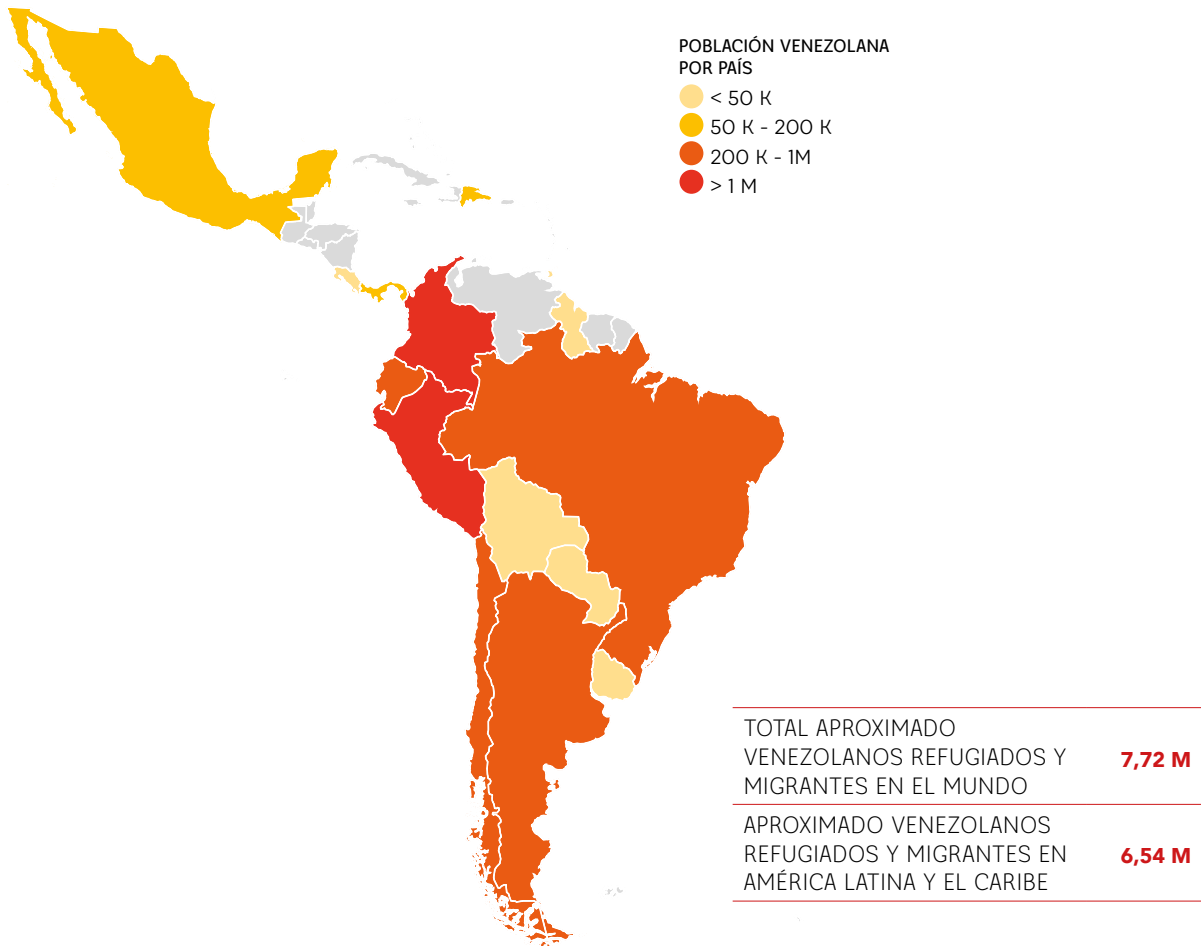 POBLACIÓN VENEZOLANA
POR PAÍS
< 50 K
50 K - 200 K
200 K - 1M
> 1 M
TOTAL APROXIMADO
VENEZOLANOS REFUGIADOS Y
MIGRANTES EN EL MUNDO
7,72 M
APROXIMADO VENEZOLANOS
REFUGIADOS Y MIGRANTES EN
AMÉRICA LATINA Y EL CARIBE
6,54 M